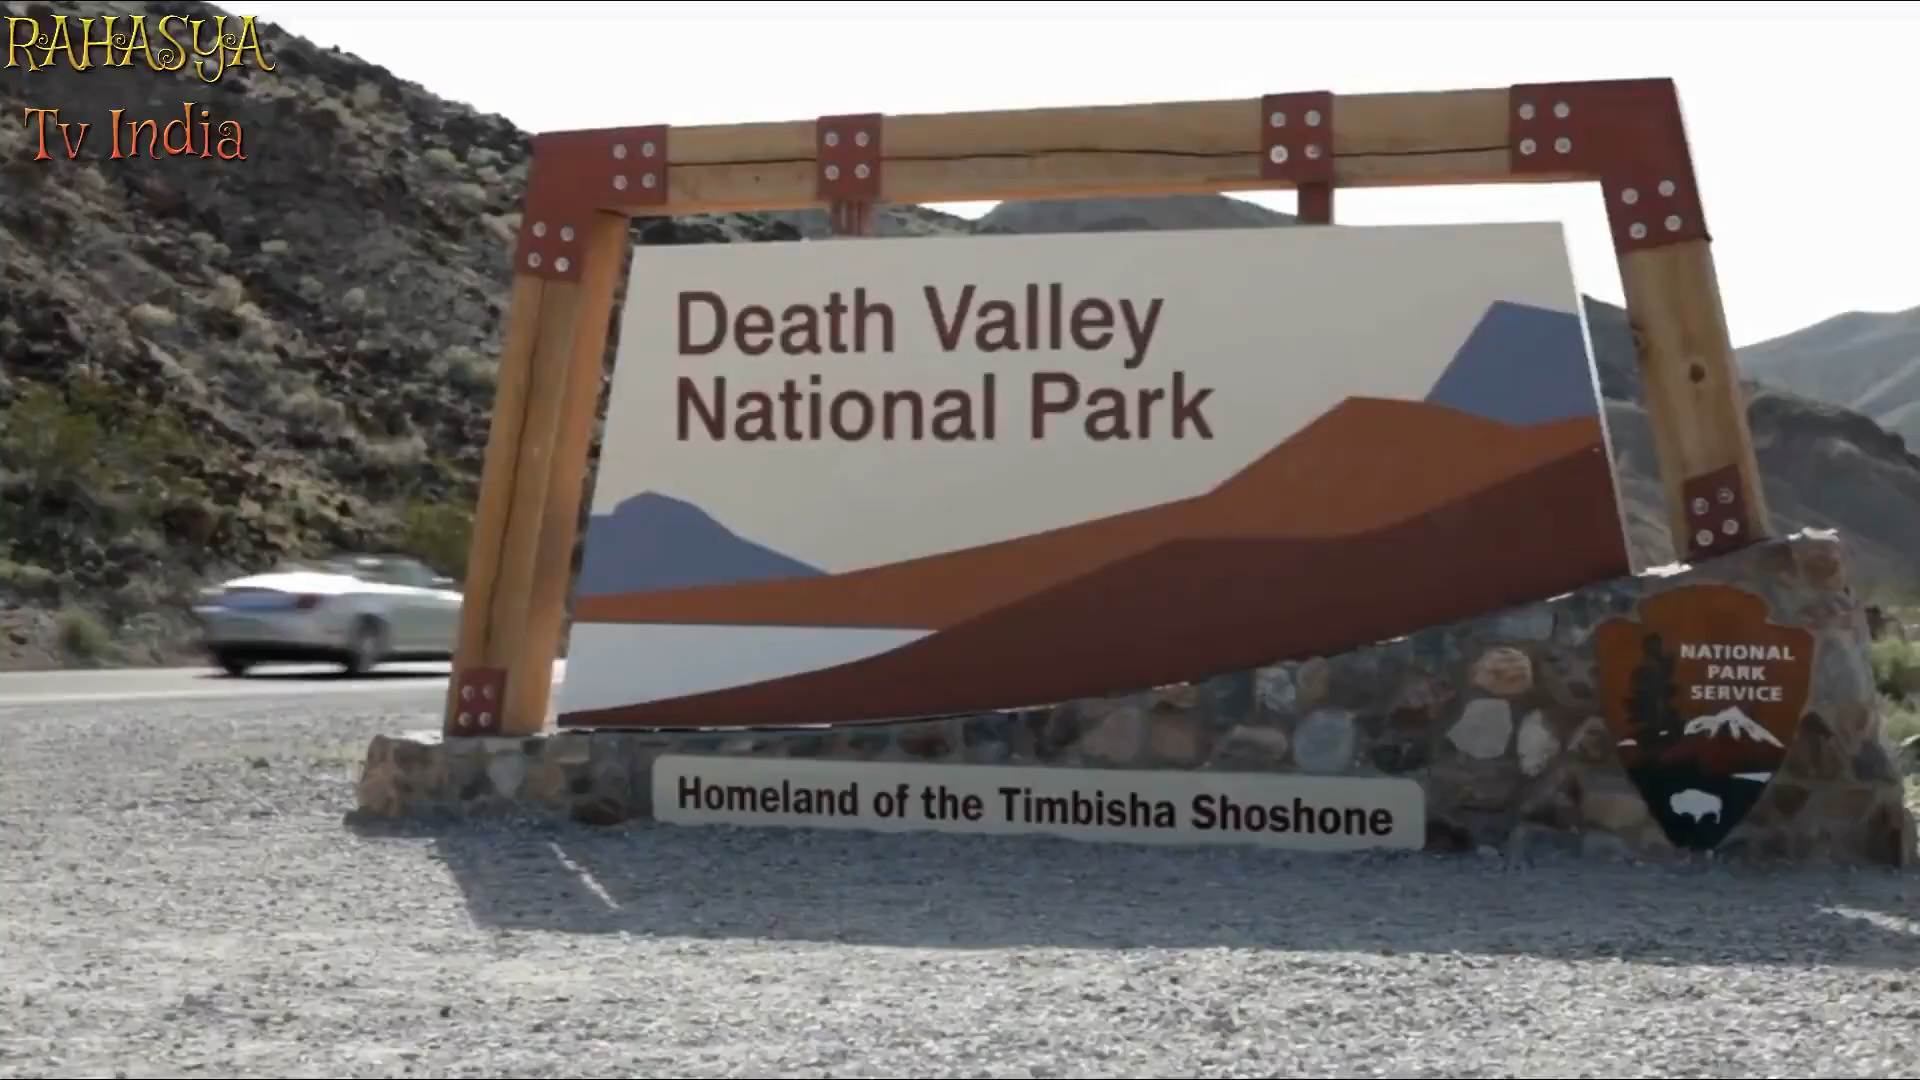 RAHASYA
Tv India
Death Valley
National Park
NATIONAL
PARK
SERVICE
Homeland of the Timbisha Shoshone